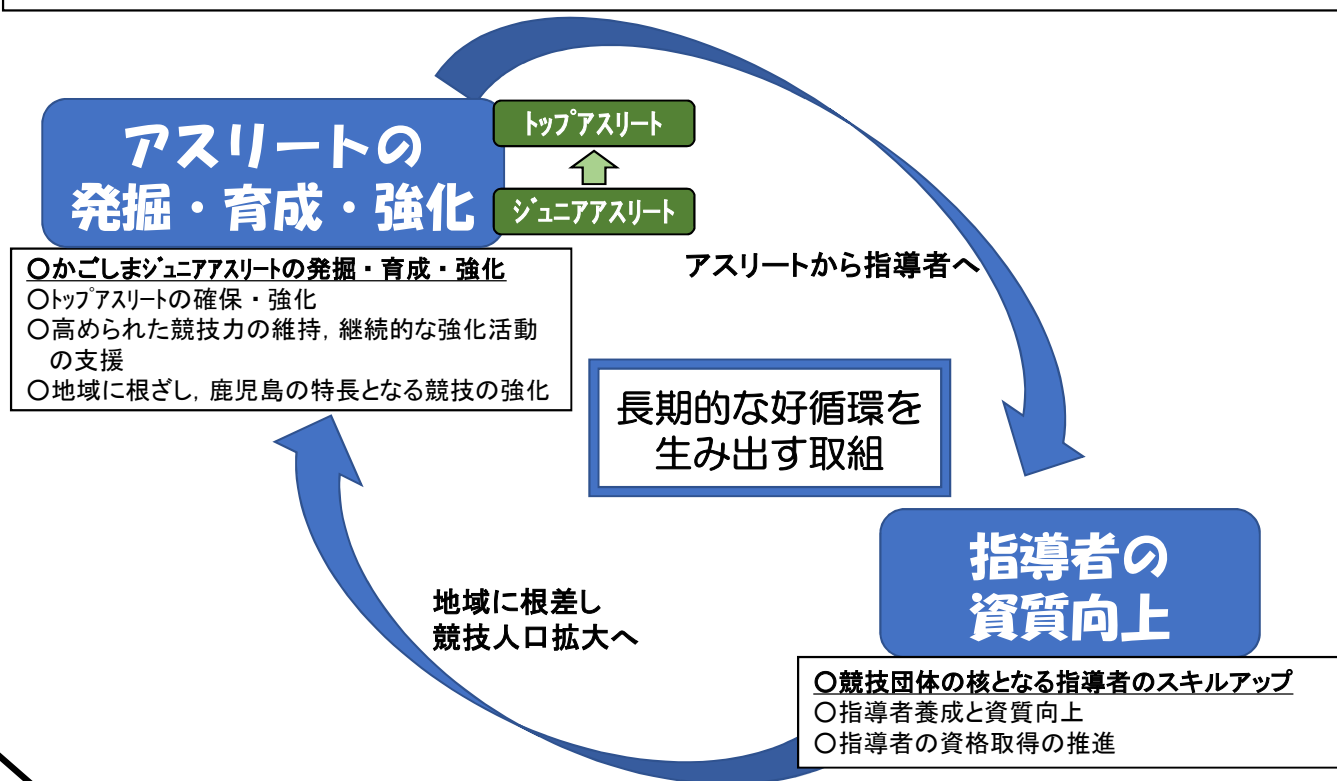 アスリートの
発掘・育成・強化
トップアスリート
ジュニアアスリート
○かごしまジュニアアスリートの発掘・育成・強化
○トップアスリートの確保・強化
○高められた競技力の維持，継続的な強化活動
の支援
○地域に根ざし，鹿児島の特長となる競技の強化
アスリートから指導者へ
長期的な好循環を
生み出す取組
指導者の
資質向上
○競技団体の核となる指導者のスキルアップ
○指導者養成と資質向上
○指導者の資格取得の推進
地域に根差し
競技人口拡大へ